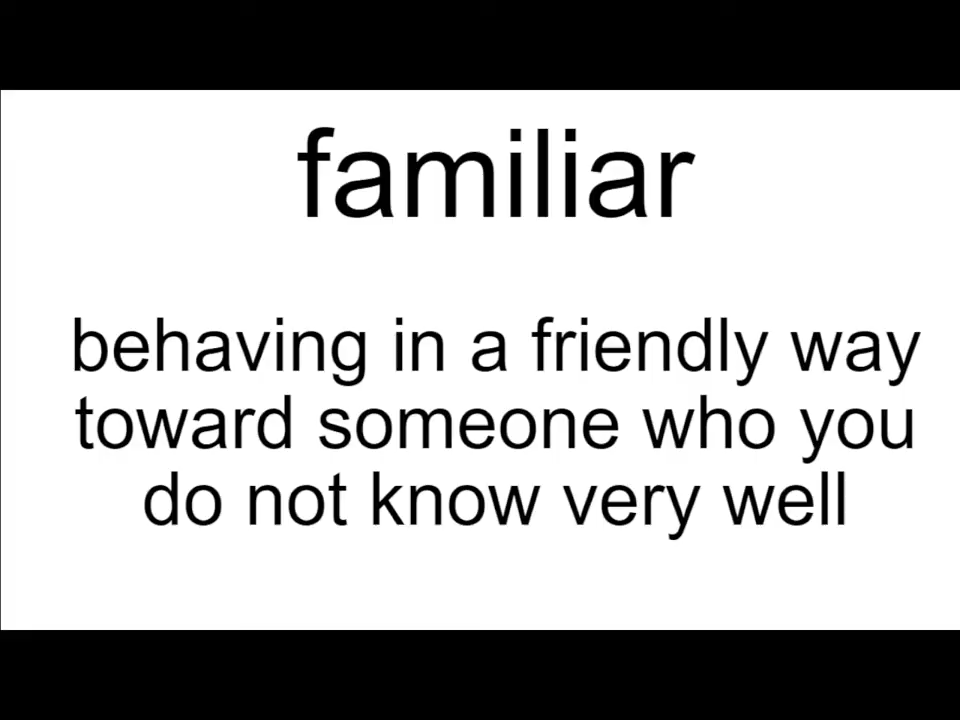 familiar
behaving in a friendly way
toward someone who you
do not know very well